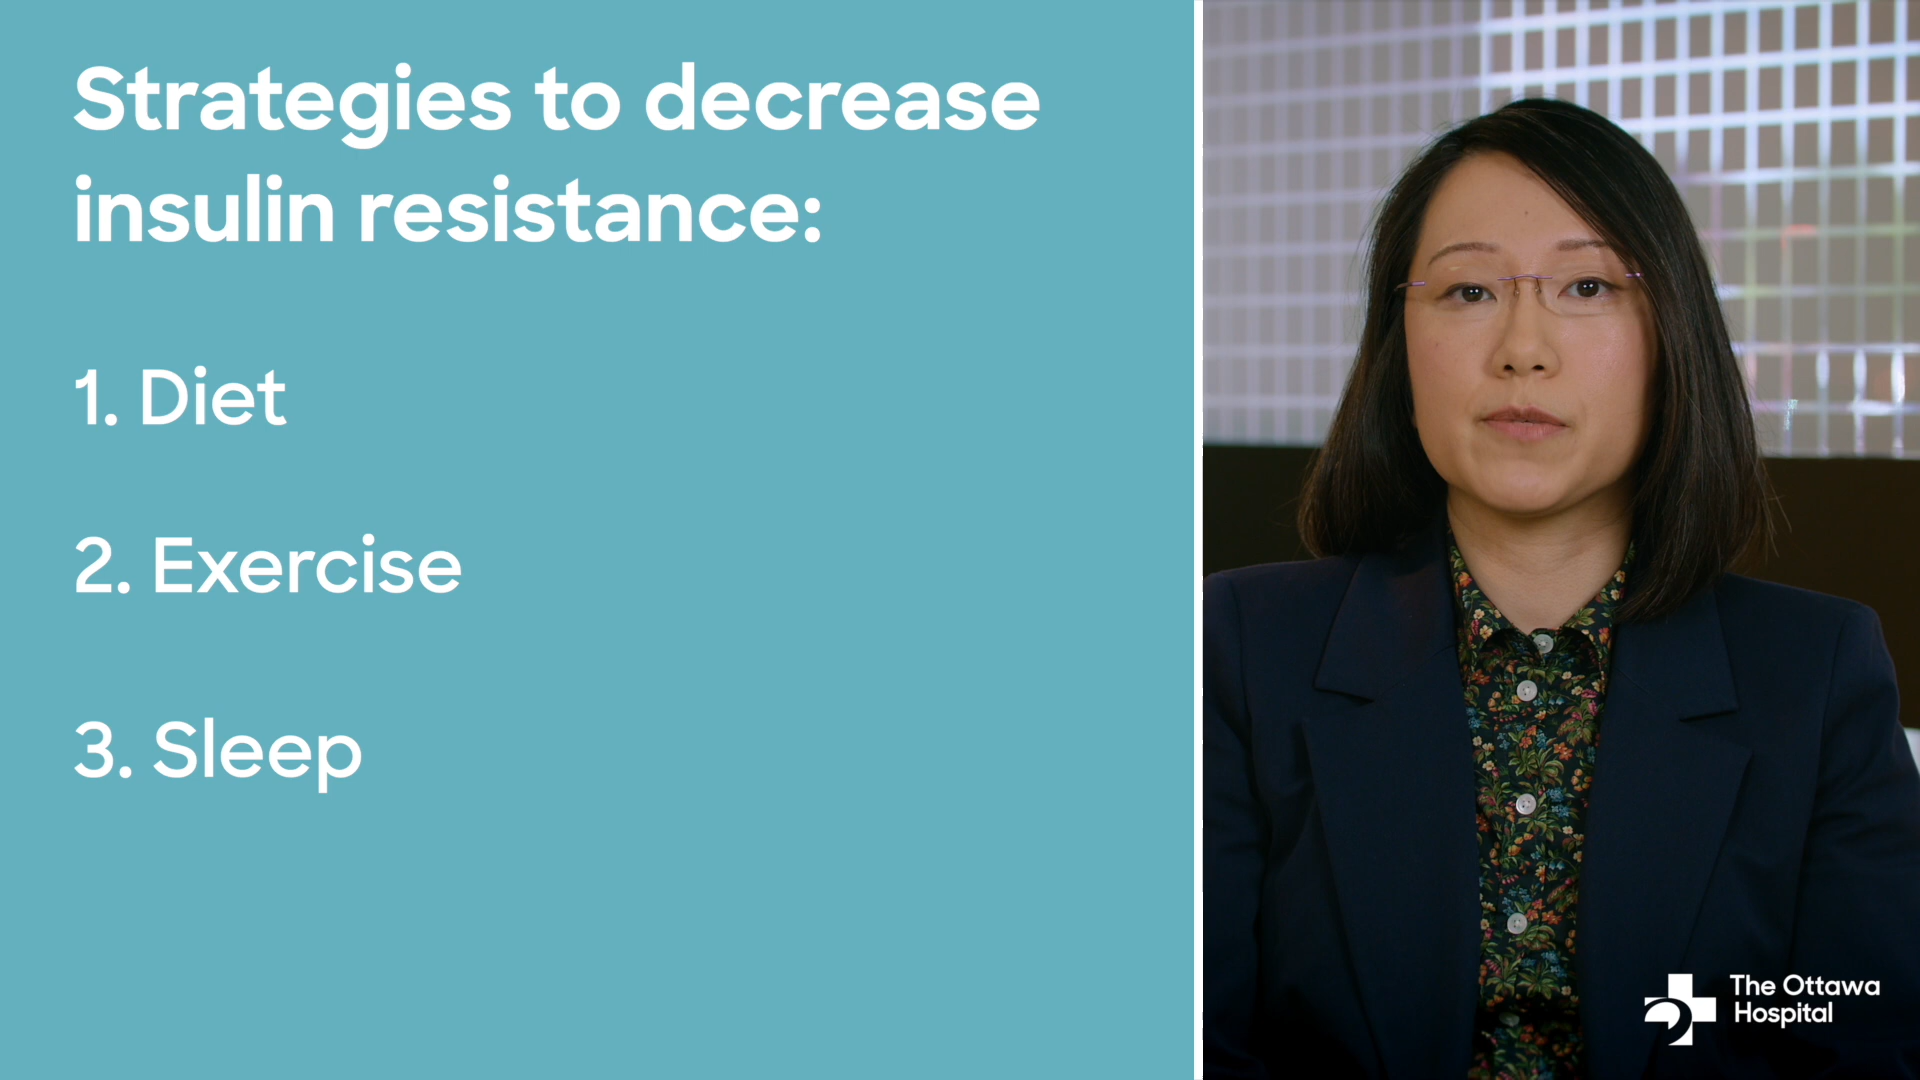 Strategies to decrease
insulin resistance:
1. Diet
2. Exercise
3. Sleep
The Ottawa
Hospital